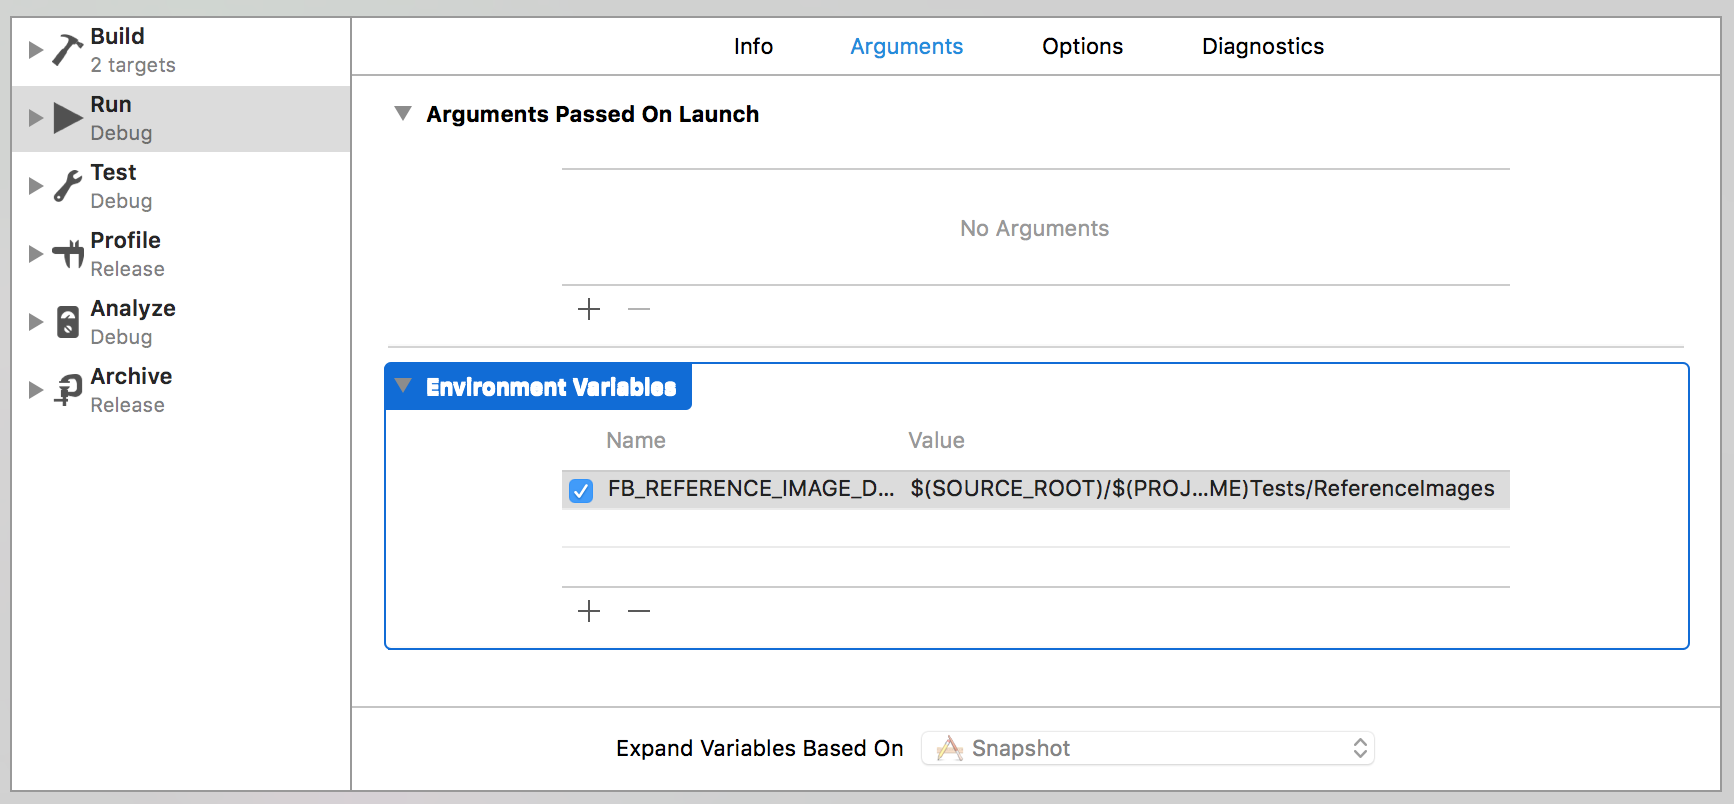 Build
2 targets
Run
Debug
Test
Debug
Profile
Release
Analyze
Debug
Archive
Release
Info Arguments Options Diagnostics
Arguments Passed On Launch
No Arguments
Environment Variables
Name Value
FB_REFERENCE_IMAGE_D... $(SOURCE_ROOT)/$(PROJ...ME)Tests/ReferenceImages
Expand Variables Based On Snapshot